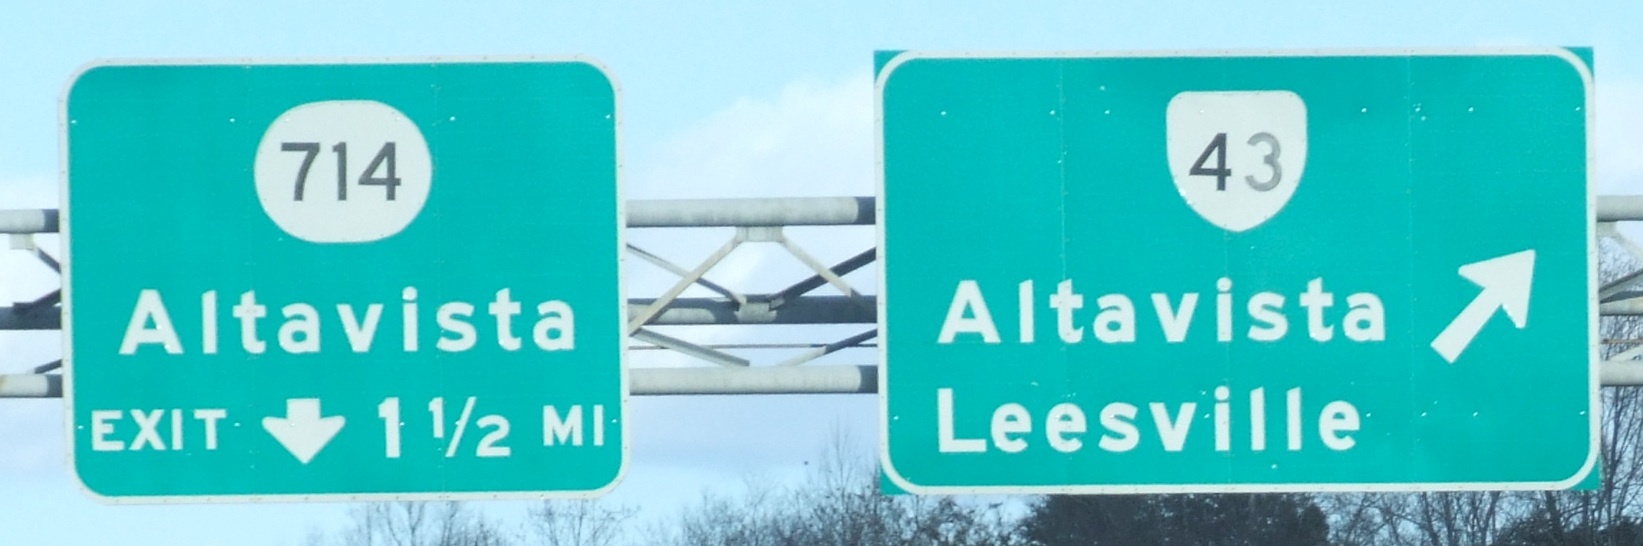 714
Altavista
EXIT 1 1/2 MI
43
Altavista
Leesville